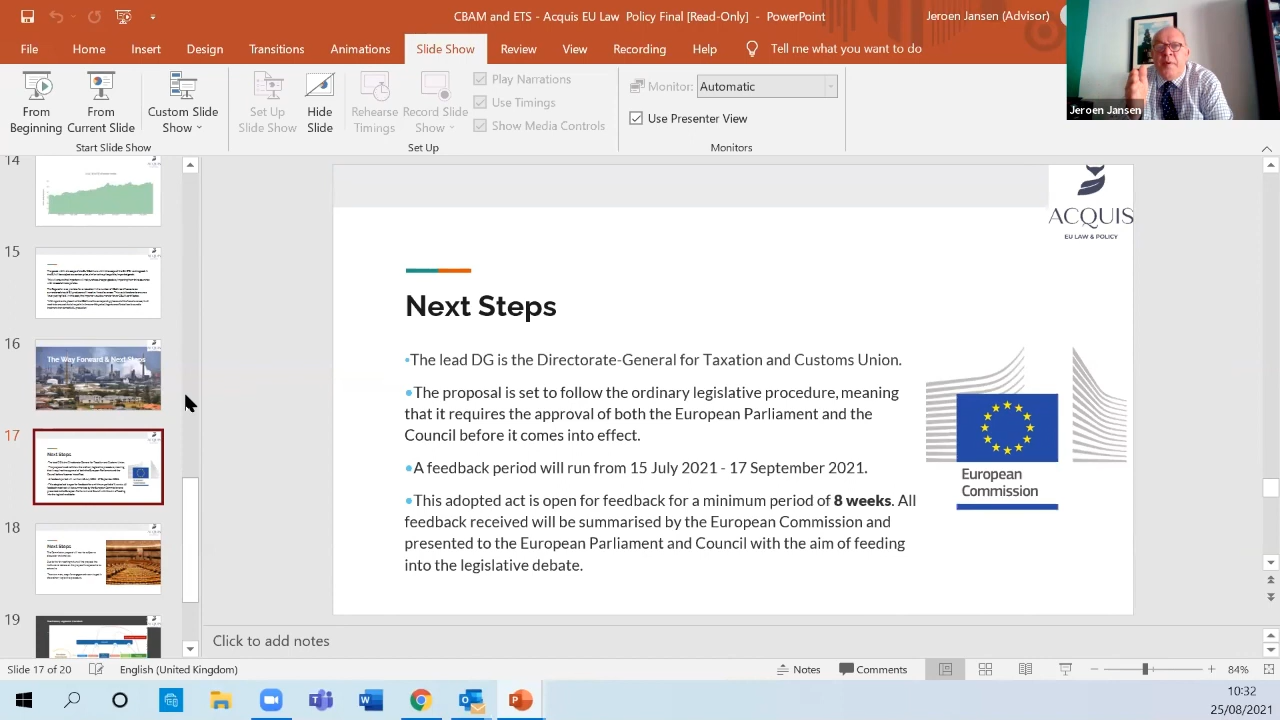 CBAM and ETS - Acquis EU Law  Policy Final [Read-Only]  -  PowerPoint
Jeroen Jansen (Advisor)
File
Home
Insert
Design
Transitions
Animations
Slide Show
Review
View
Recording
Help
Tell me what you want to do
From Beginning
From Current Slide
Custom Slide Show
Start Slide Show
Set Up Slide Show
Hide Slide
Rehearse Timings
Record Slide Show
Play Narrations
Use Timings
Show Media Controls
Set Up
Monitor:
Automatic
Use Presenter View
Monitors
Jeroen Jansen
14
15
16
The Way Forward & Next Steps
17
Next Steps
18
Next Steps
19
ACQUIS
EU LAW & POLICY
Next Steps
•The lead DG is the Directorate-General for Taxation and Customs Union.
•The proposal is set to follow the ordinary legislative procedure, meaning
that it requires the approval of both the European Parliament and the
Council before it comes into effect.
•A feedback period will run from 15 July 2021 - 17 September 2021.
•This adopted act is open for feedback for a minimum period of 8 weeks. All
feedback received will be summarised by the European Commission and
presented to the European Parliament and Council with the aim of feeding
into the legislative debate.
European
Commission
Click to add notes
Slide 17 of 20
English (United Kingdom)
Notes
Comments
84%
10:32
25/08/2021